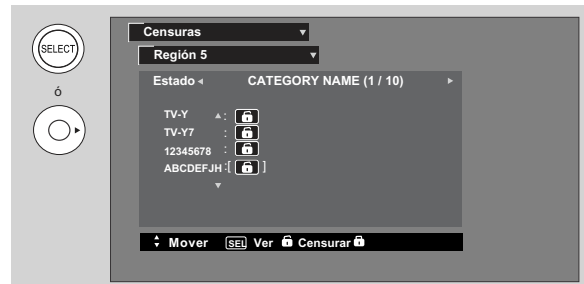 SELECT
ó
Censuras
Región 5
Estado CATEGORY NAME (1 / 10)
TV-Y :
TV-Y7 :
12345678 :
ABCDEFJH :[ ]
Mover SEL Ver Censurar